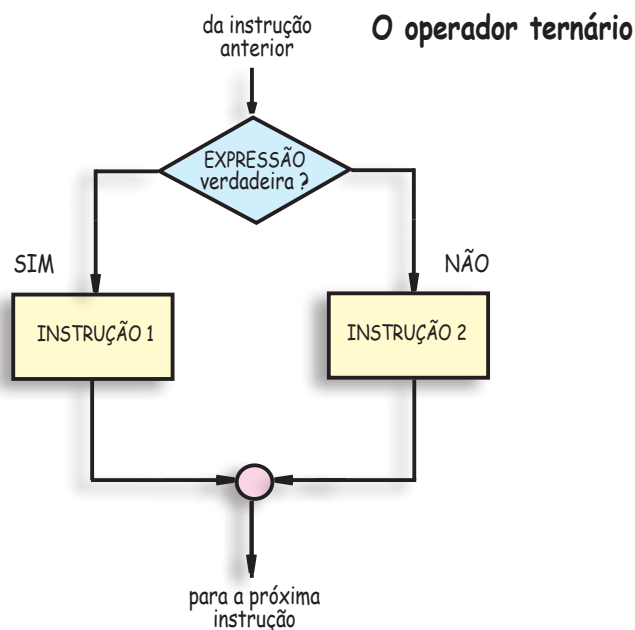 O operador ternário
da instrução
anterior
EXPRESSÃO
verdadeira ?
SIM
NÃO
INSTRUÇÃO 1
INSTRUÇÃO 2
para a próxima
instrução